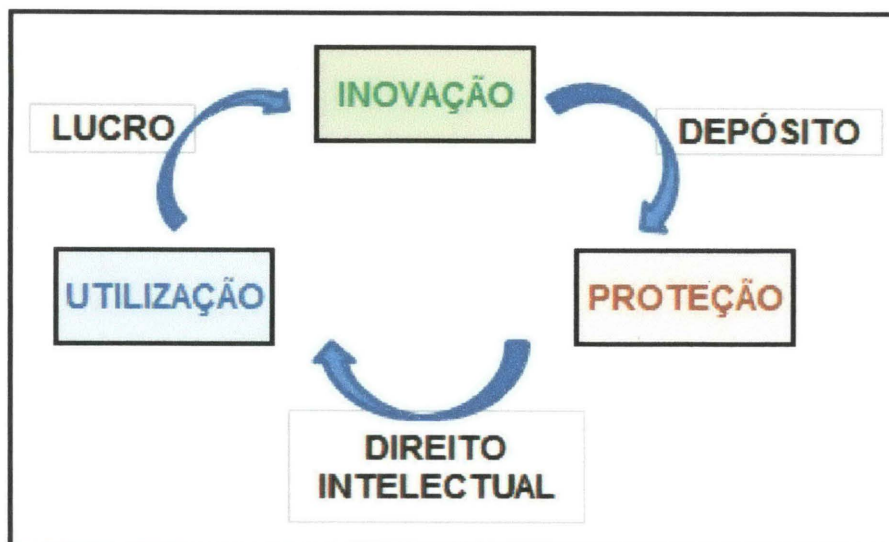 INOVAÇÃO
LUCRO
DEPÓSITO
UTILIZAÇÃO
PROTEÇÃO
DIREITO
INTELECTUAL